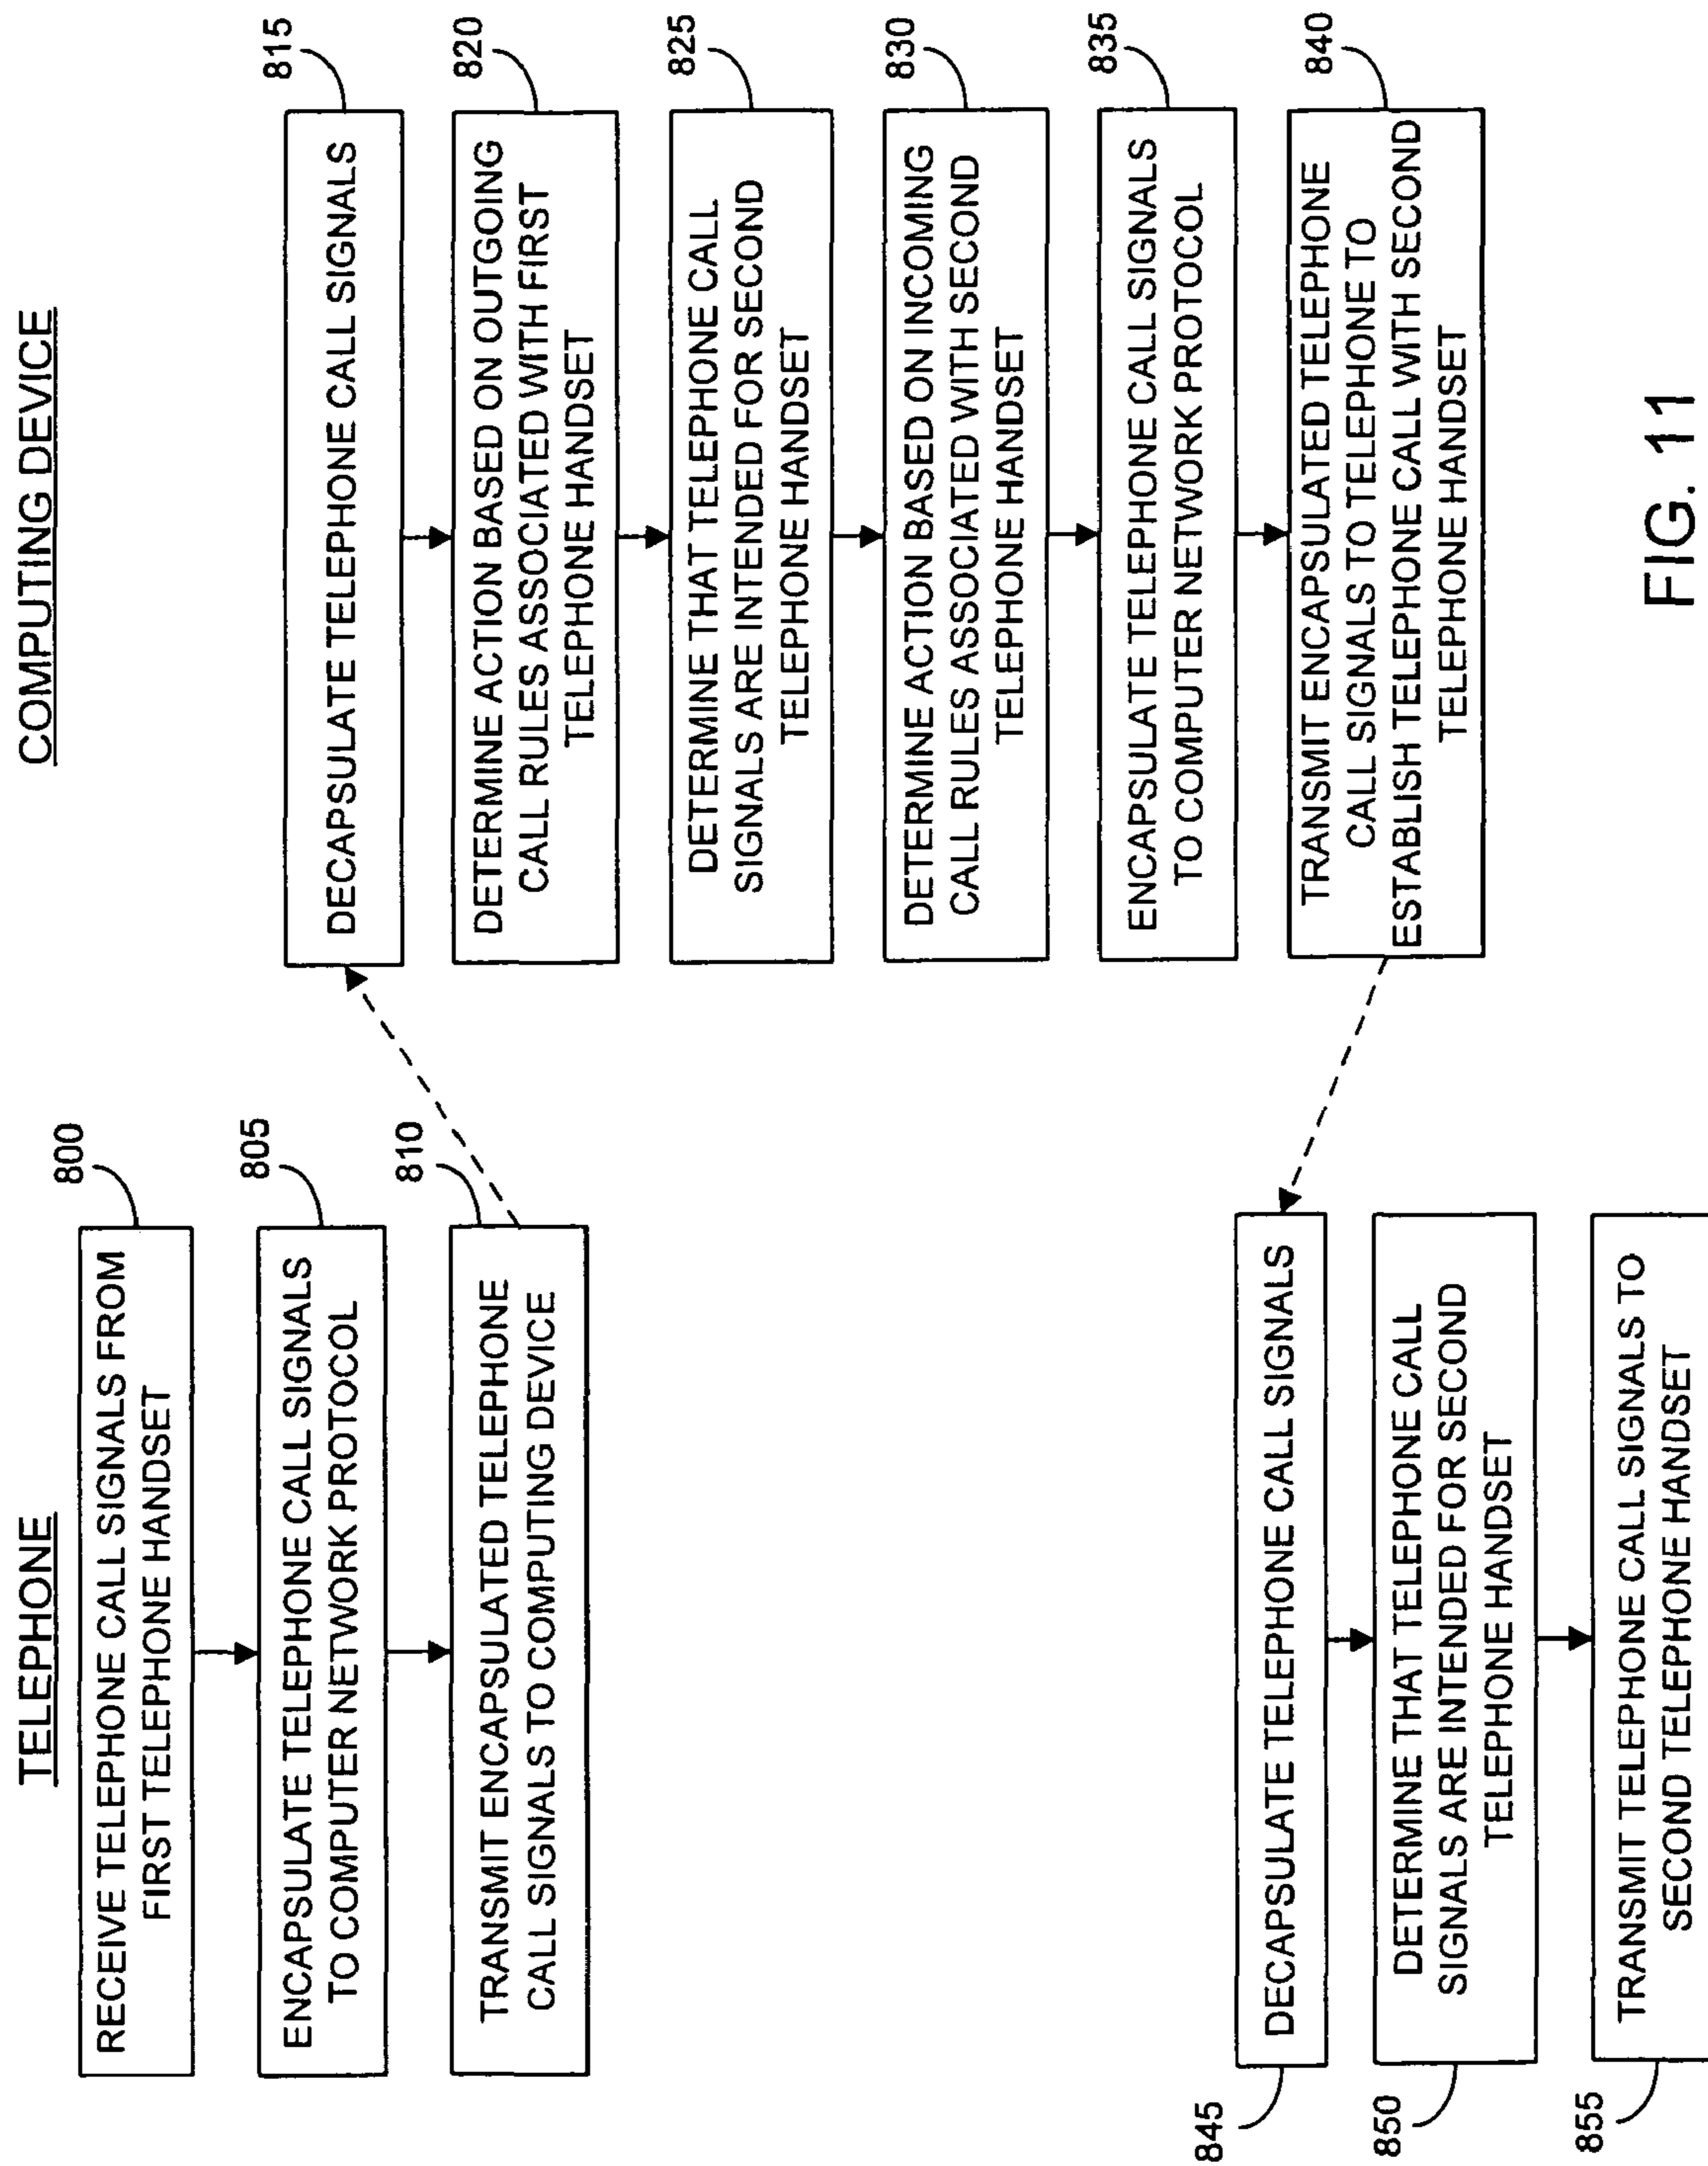 TELEPHONE
800
RECEIVE TELEPHONE CALL SIGNALS FROM
FIRST TELEPHONE HANDSET
805
ENCAPSULATE TELEPHONE CALL SIGNALS
TO COMPUTER NETWORK PROTOCOL
810
TRANSMIT ENCAPSULATED TELEPHONE
CALL SIGNALS TO COMPUTING DEVICE
COMPUTING DEVICE
815
DECAPSULATE TELEPHONE CALL SIGNALS
820
DETERMINE ACTION BASED ON OUTGOING
CALL RULES ASSOCIATED WITH FIRST
TELEPHONE HANDSET
825
DETERMINE THAT TELEPHONE CALL
SIGNALS ARE INTENDED FOR SECOND
TELEPHONE HANDSET
830
DETERMINE ACTION BASED ON INCOMING
CALL RULES ASSOCIATED WITH SECOND
TELEPHONE HANDSET
835
ENCAPSULATE TELEPHONE CALL SIGNALS
TO COMPUTER NETWORK PROTOCOL
840
TRANSMIT ENCAPSULATED TELEPHONE
CALL SIGNALS TO TELEPHONE TO
ESTABLISH TELEPHONE CALL WITH SECOND
TELEPHONE HANDSET
845
DECAPSULATE TELEPHONE CALL SIGNALS
850
DETERMINE THAT TELEPHONE CALL
SIGNALS ARE INTENDED FOR SECOND
TELEPHONE HANDSET
855
TRANSMIT TELEPHONE CALL SIGNALS TO
SECOND TELEPHONE HANDSET
FIG. 11